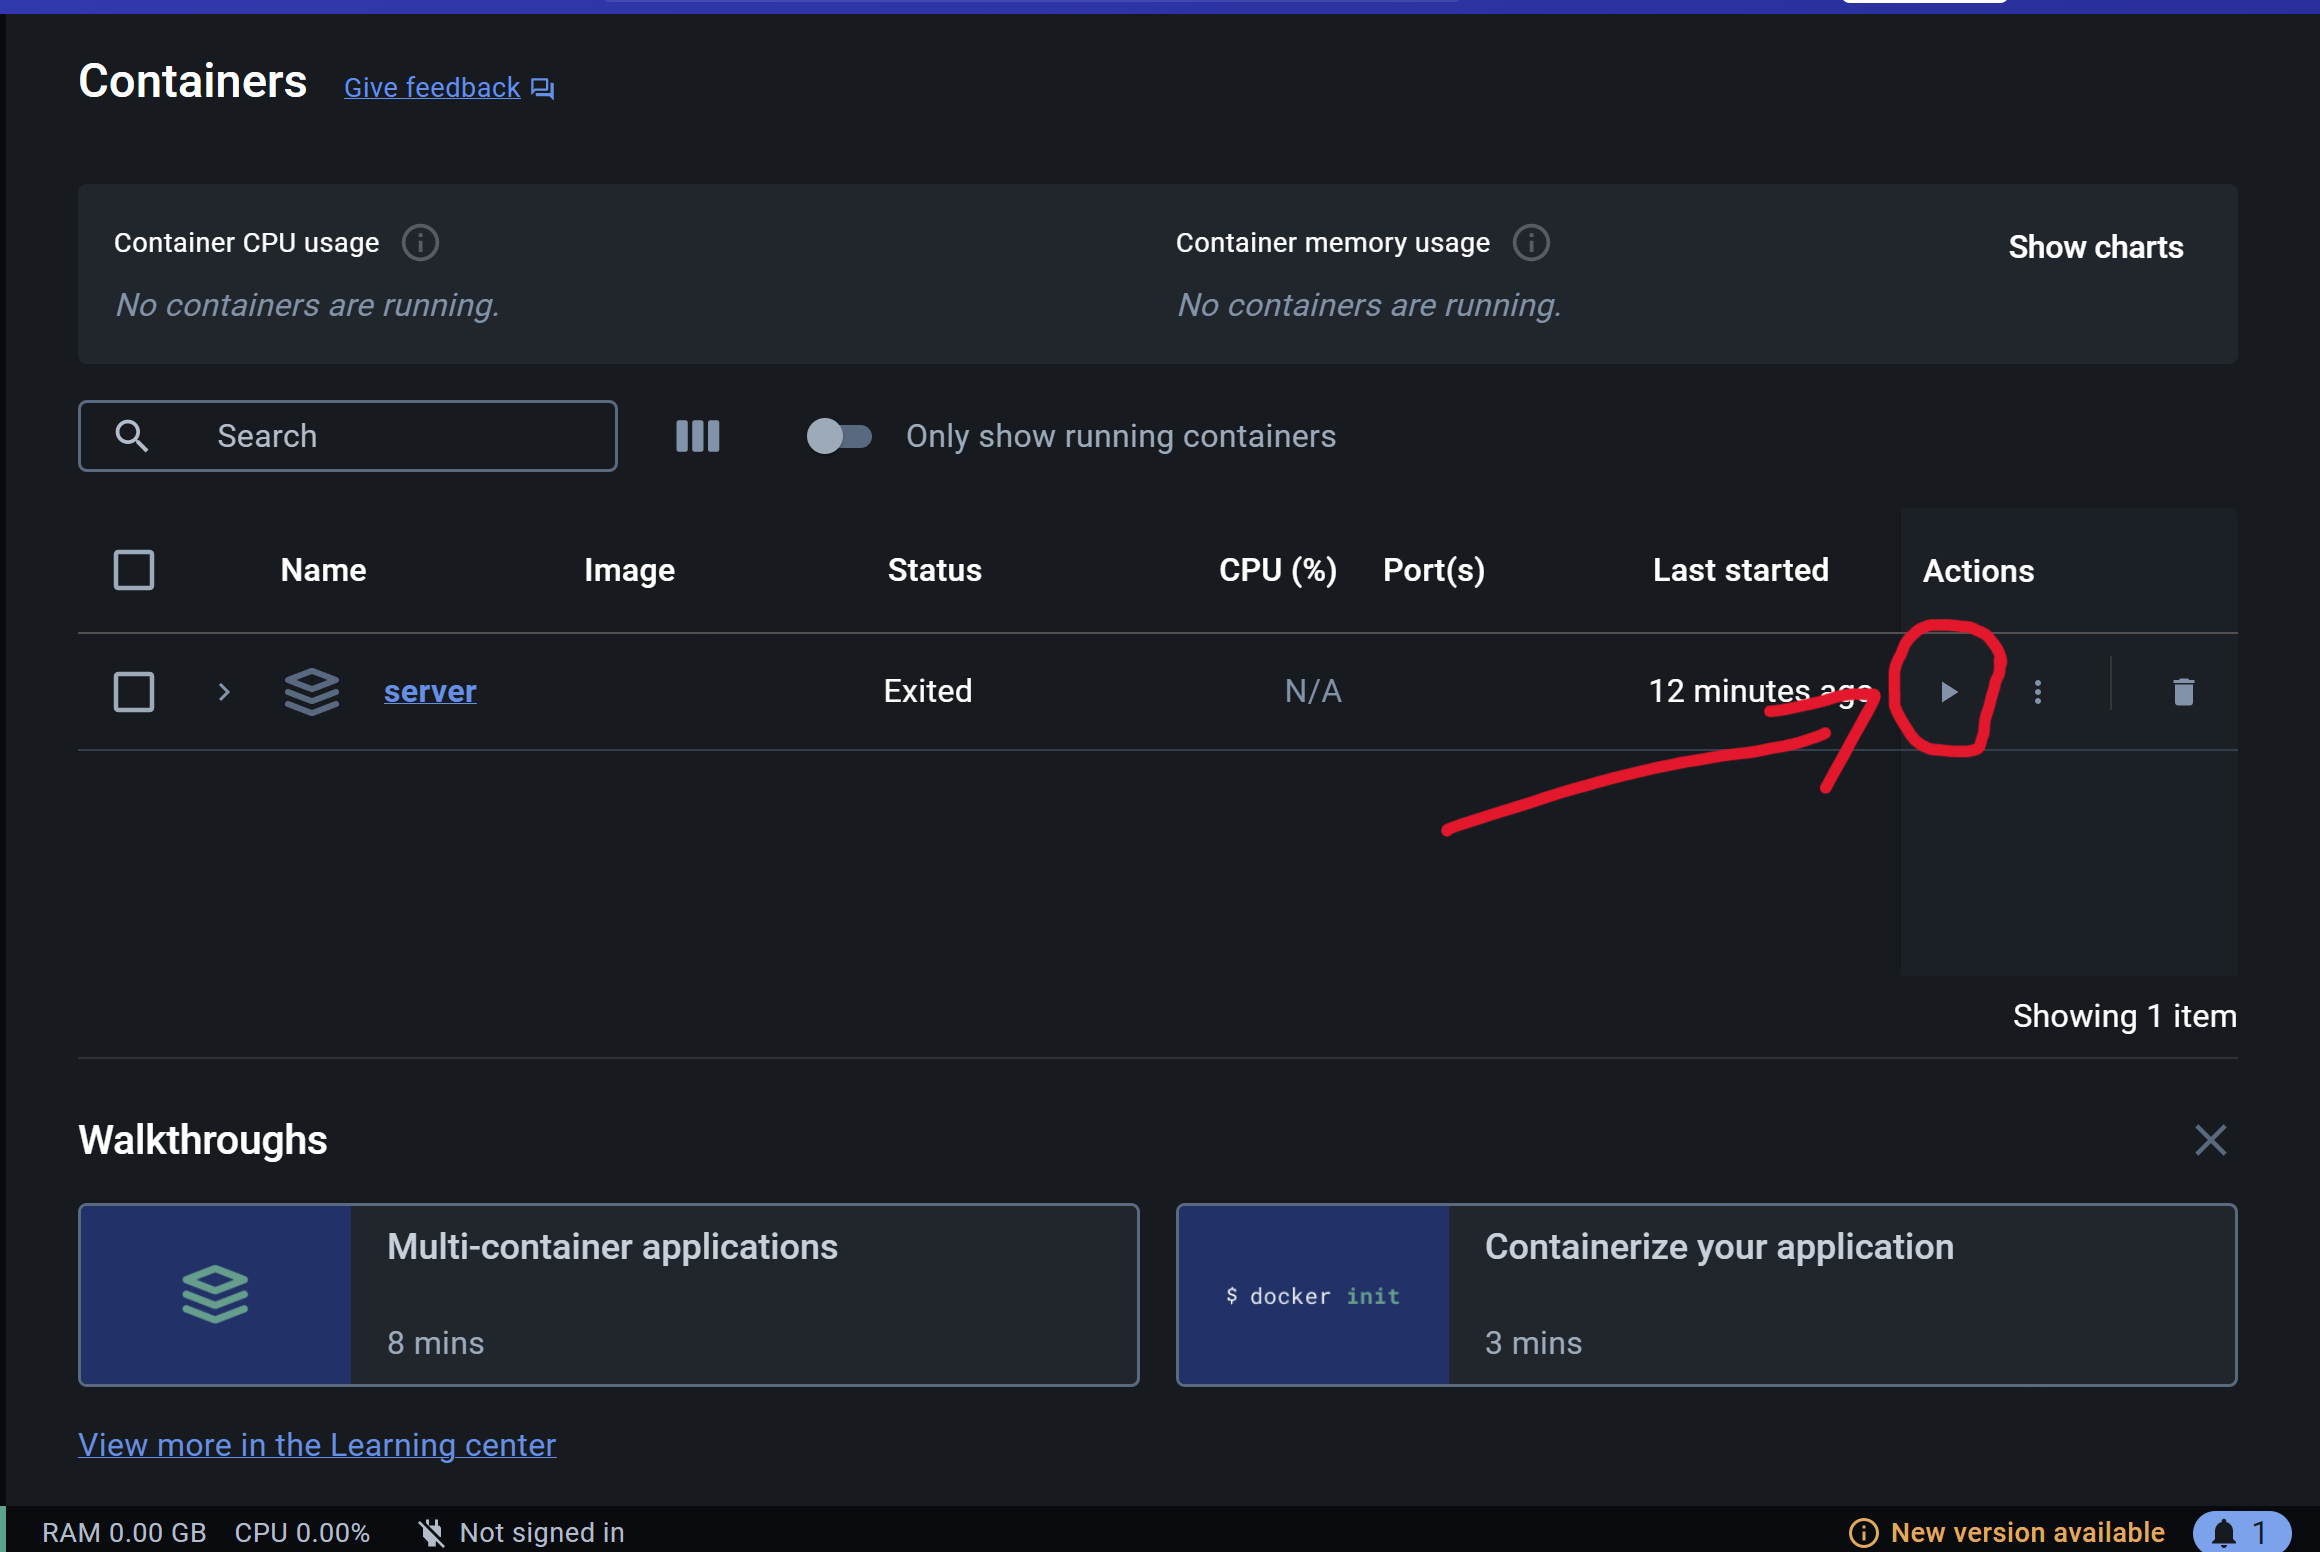 Containers Give feedback
Container CPU usage Container memory usage Show charts
No containers are running. No containers are running.
Search Only show running containers
Name Image Status CPU (%) Port(s) Last started Actions
server Exited N/A 12 minutes ago
Showing 1 item
Walkthroughs
Multi-container applications
8 mins
$ docker init
Containerize your application
3 mins
View more in the Learning center
RAM 0.00 GB CPU 0.00% Not signed in New version available 1